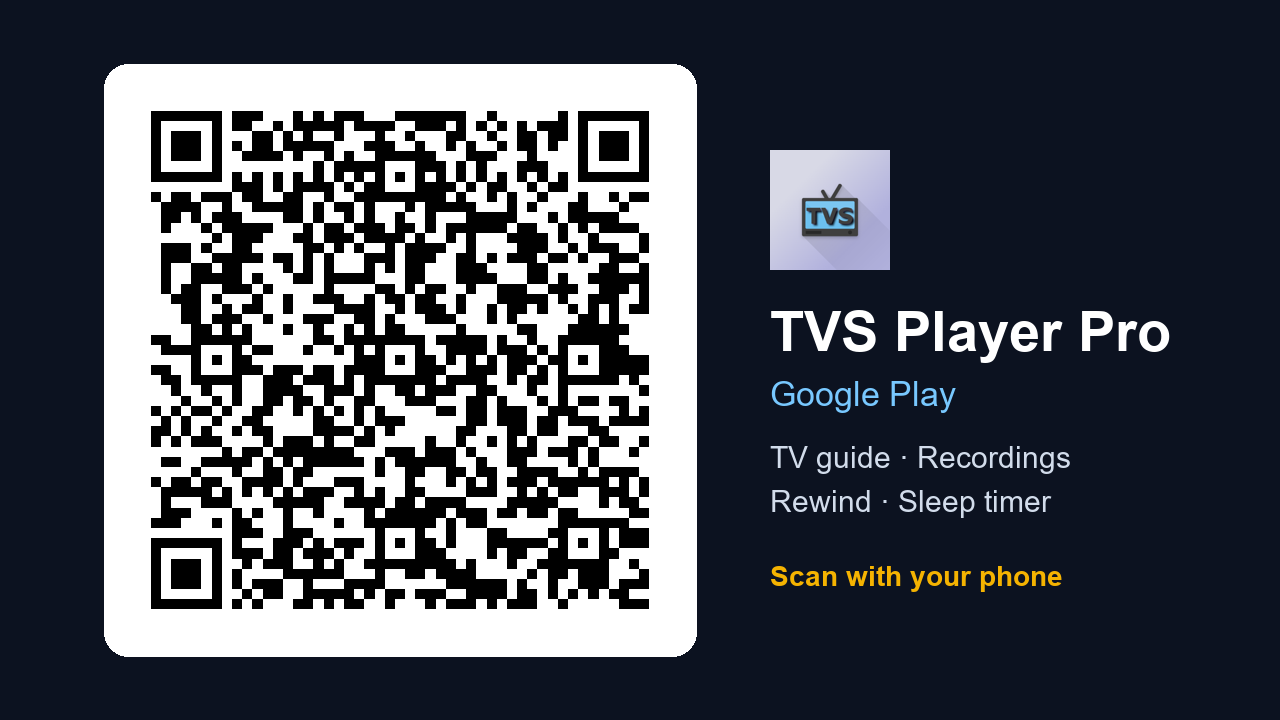 TVS
TVS Player Pro
Google Play
TV guide · Recordings
Rewind · Sleep timer
Scan with your phone